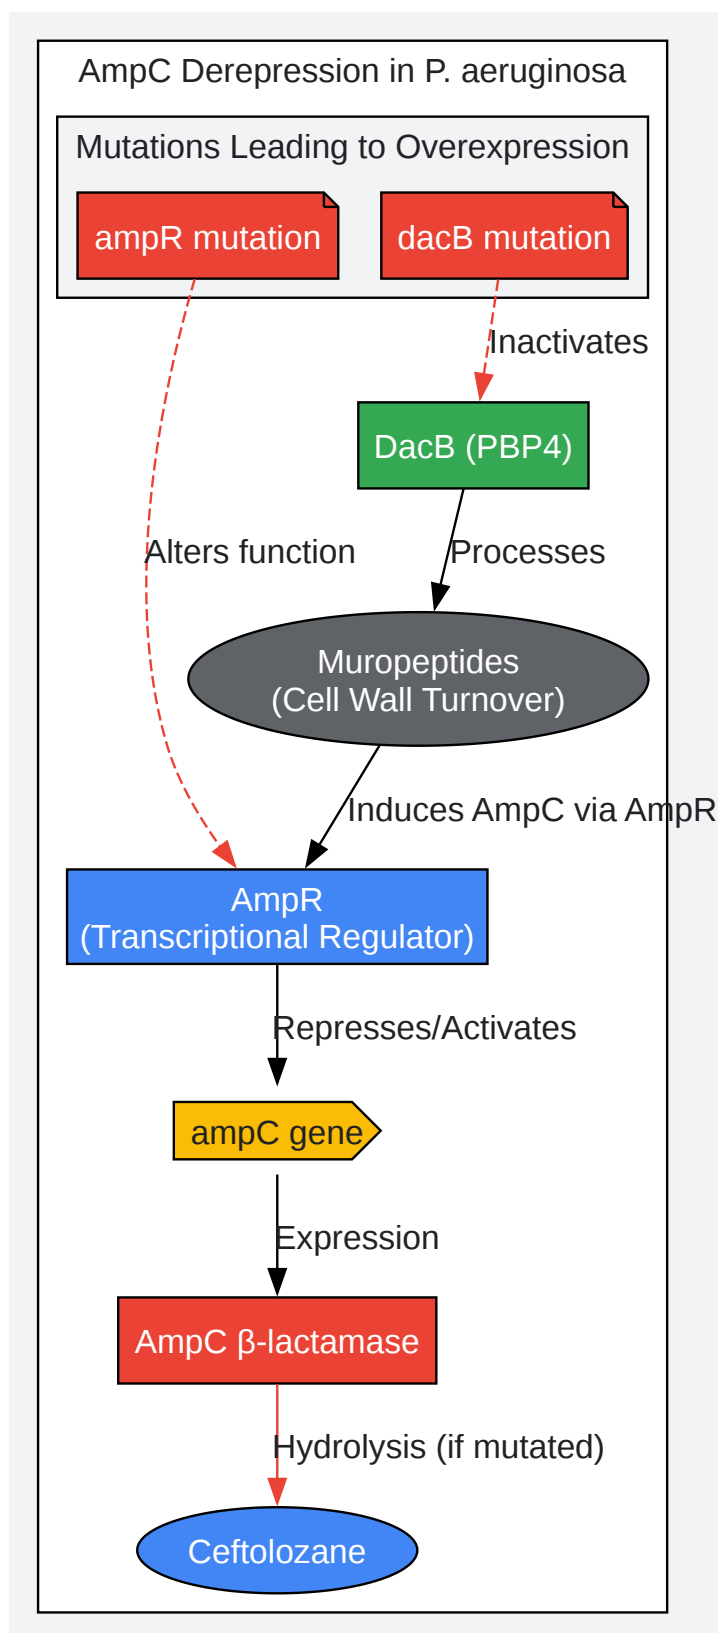 AmpC Derepression in P. aeruginosa
Mutations Leading to Overexpression
ampR mutation
dacB mutation
Inactivates
DacB (PBP4)
Alters function
Processes
Muropeptides
(Cell Wall Turnover)
Induces AmpC via AmpR
AmpR
(Transcriptional Regulator)
Represses/Activates
ampC gene
Expression
AmpC β-lactamase
Hydrolysis (if mutated)
Ceftolozane